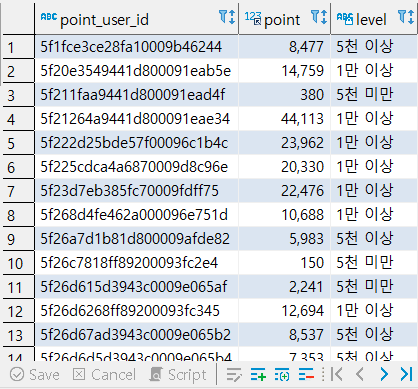 ABC point_user_id 123 point ABC level
1 5f1fce3ce28fa10009b46244 8,477 5천 이상
2 5f20e3549441d800091eab5e 14,759 1만 이상
3 5f211faa9441d800091ead4f 380 5천 미만
4 5f21264a9441d800091eae34 44,113 1만 이상
5 5f222d25bde57f00096c1b4c 23,962 1만 이상
6 5f225cdca4a6870009d8c96e 20,330 1만 이상
7 5f23d7eb385fc70009fdff75 22,476 1만 이상
8 5f268d4fe462a000096e751d 10,688 1만 이상
9 5f26a7d1b81d800009afde82 5,983 5천 이상
10 5f26c7818ff89200093fc2e4 150 5천 미만
11 5f26d615d3943c0009e065af 2,241 5천 미만
12 5f26d6268ff89200093fc345 12,694 1만 이상
13 5f26d67ad3943c0009e065b2 8,537 5천 이상
14 5f26d6d5d3943c0009e065b4 7,353 5천 이상
Save Cancel Script